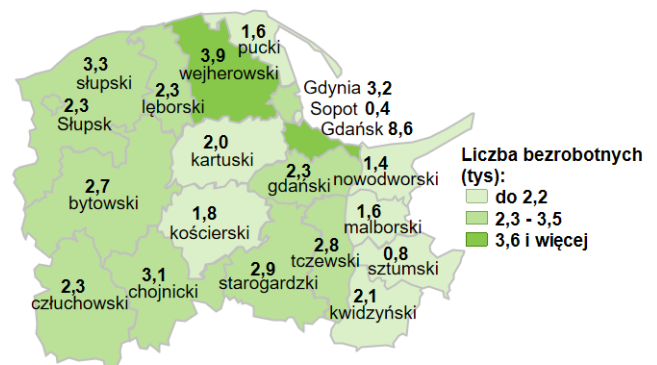 1,6
pucki
3,9
wejherowski
3,3
słupski
2,3
Słupsk
2,3
lęborski
Gdynia 3,2
Sopot 0,4
Gdańsk 8,6
2,0
kartuski
2,3
gdański
1,4
nowodworski
2,7
bytowski
1,8
kościerski
1,6
malborski
2,8
tczewski
0,8
sztumski
2,3
człuchowski
3,1
chojnicki
2,9
starogardzki
2,1
kwidzyński
Liczba bezrobotnych
(tys):
do 2,2
2,3 - 3,5
3,6 i więcej